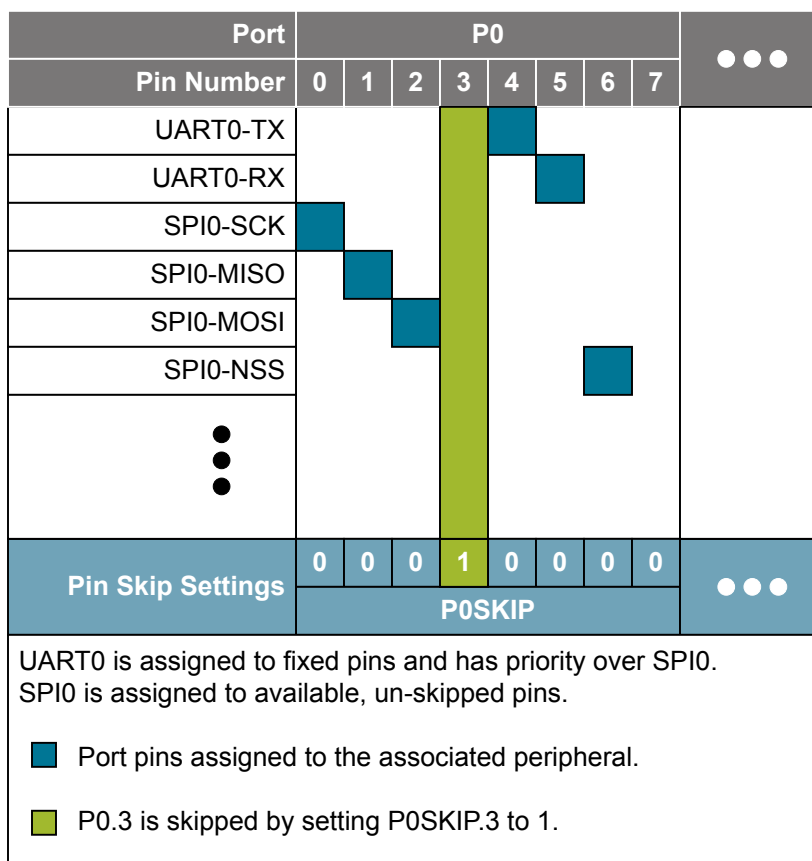 Port P0
Pin Number 0 1 2 3 4 5 6 7
UART0-TX
UART0-RX
SPI0-SCK
SPI0-MISO
SPI0-MOSI
SPI0-NSS
Pin Skip Settings 0 0 0 1 0 0 0 0
P0SKIP
UART0 is assigned to fixed pins and has priority over SPI0.
SPI0 is assigned to available, un-skipped pins.
Port pins assigned to the associated peripheral.
P0.3 is skipped by setting P0SKIP.3 to 1.